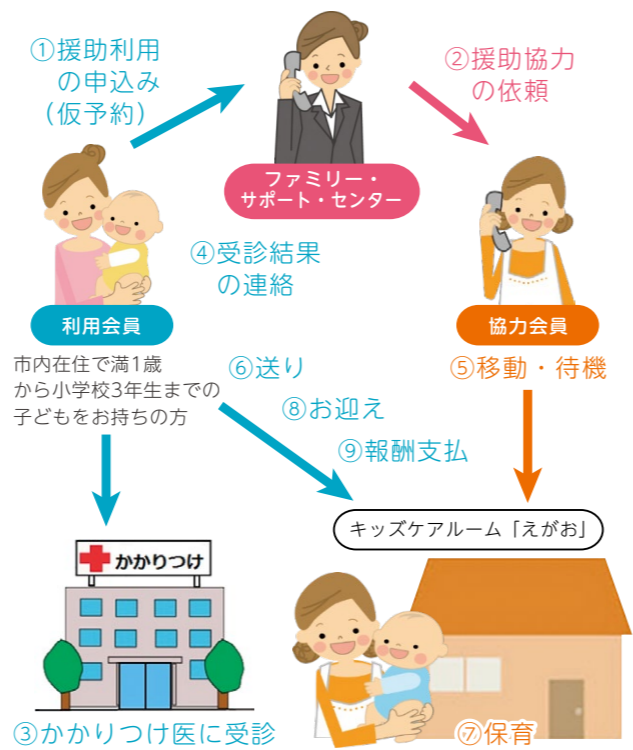 ①援助利用
の申込み
（仮予約）
②援助協力
の依頼
ファミリー・
サポート・センター
④受診結果
の連絡
利用会員
協力会員
市内在住で満1歳
から小学校3年生までの
子どもをお持ちの方
⑥送り
⑤移動・待機
⑧お迎え
⑨報酬支払
キッズケアルーム「えがお」
かかりつけ
③かかりつけ医に受診
⑦保育